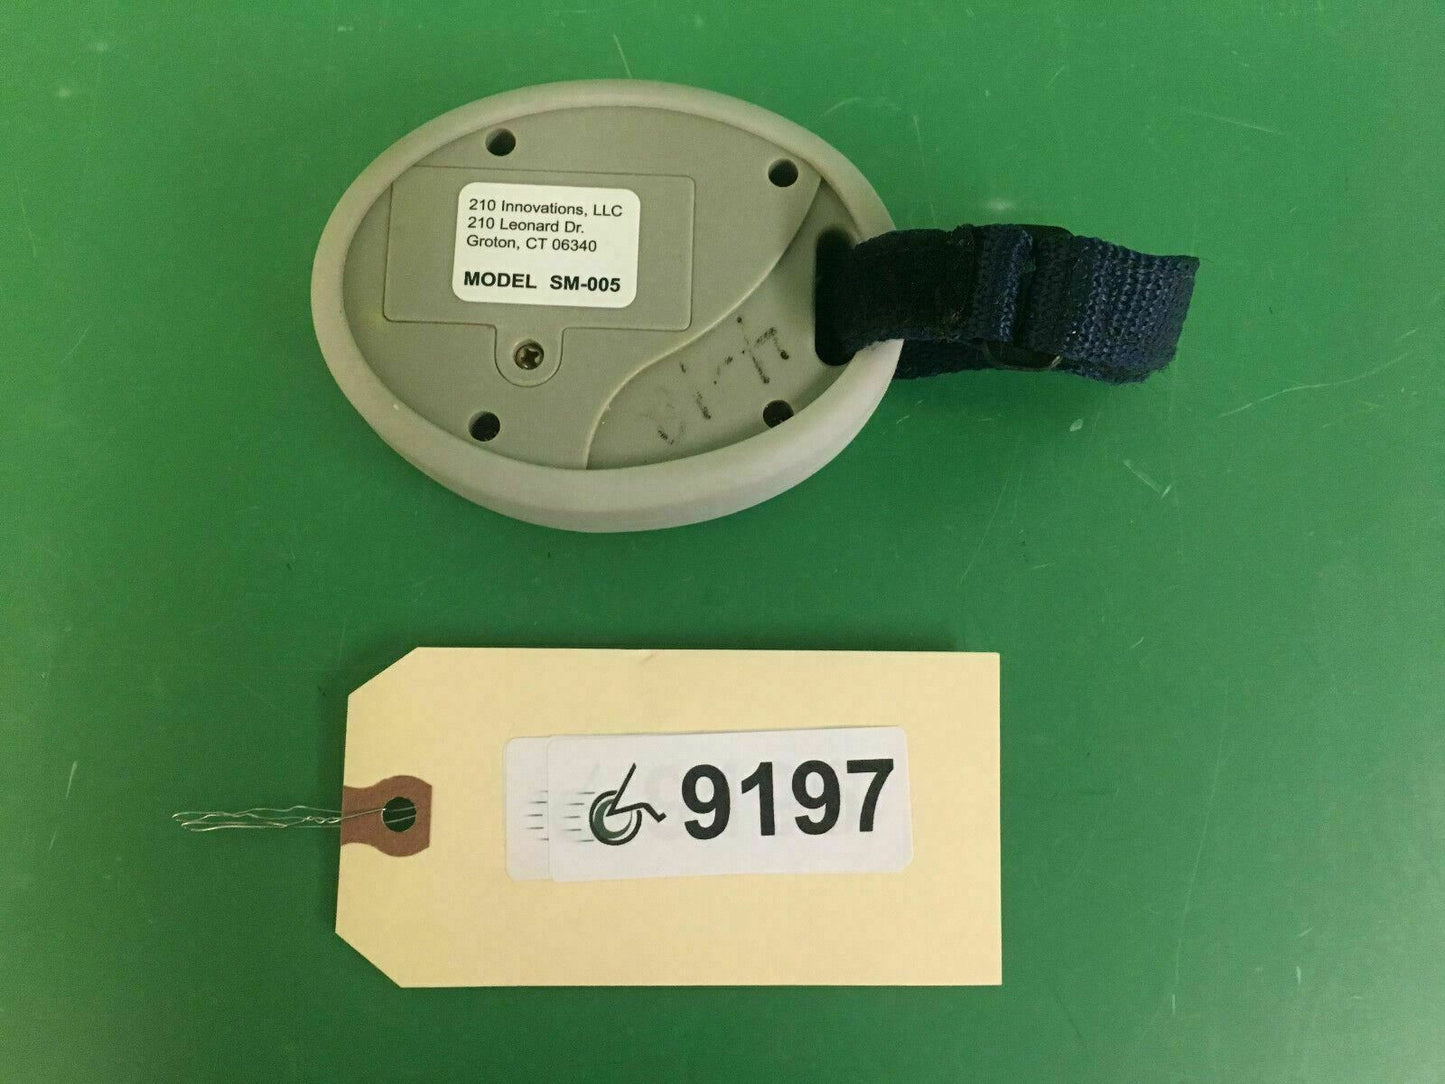 210 Innovations, LLC
210 Leonard Dr.
Groton, CT 06340
MODEL SM-005
9197